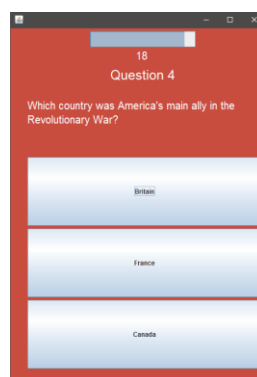 18
Question 4
Which country was America's main ally in the
Revolutionary War?
Britain
France
Canada